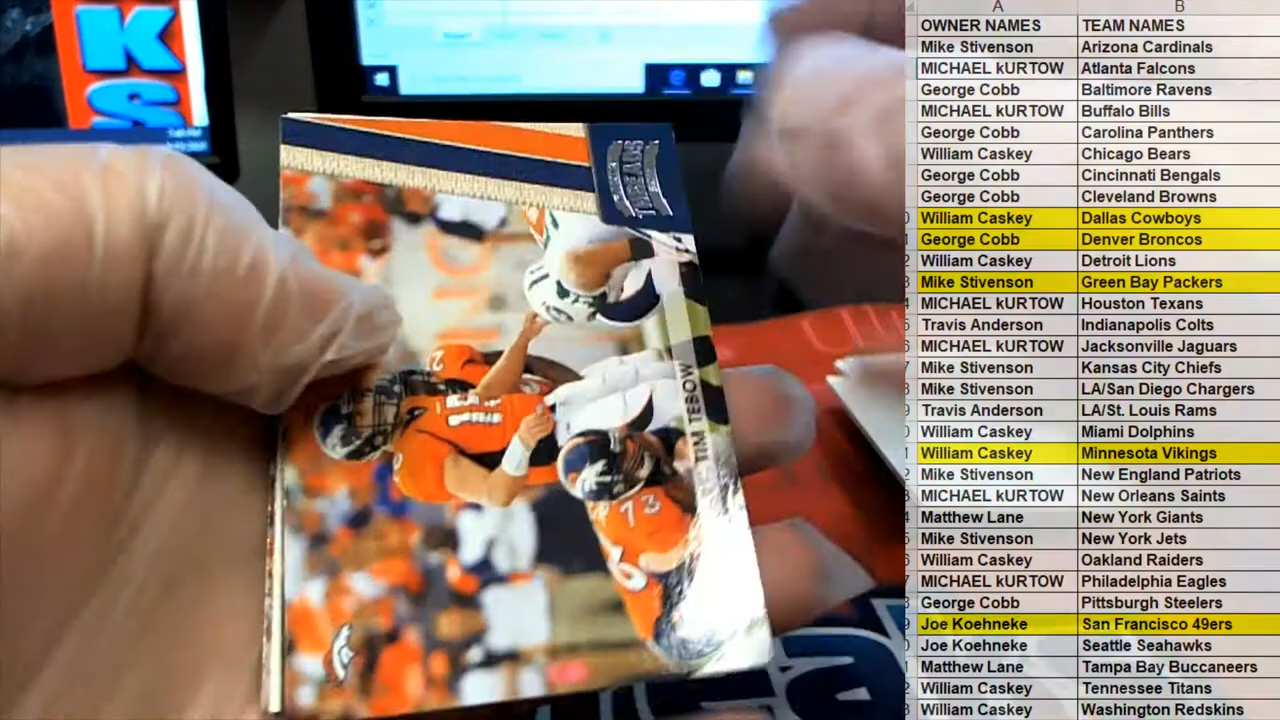 K
S
THREADS
TIM TEBOW
73
A B
OWNER NAMES TEAM NAMES
Mike Stivenson Arizona Cardinals
MICHAEL kURTOW Atlanta Falcons
George Cobb Baltimore Ravens
MICHAEL kURTOW Buffalo Bills
George Cobb Carolina Panthers
William Caskey Chicago Bears
George Cobb Cincinnati Bengals
George Cobb Cleveland Browns
William Caskey Dallas Cowboys
George Cobb Denver Broncos
William Caskey Detroit Lions
Mike Stivenson Green Bay Packers
MICHAEL kURTOW Houston Texans
Travis Anderson Indianapolis Colts
MICHAEL kURTOW Jacksonville Jaguars
Mike Stivenson Kansas City Chiefs
Mike Stivenson LA/San Diego Chargers
Travis Anderson LA/St. Louis Rams
William Caskey Miami Dolphins
William Caskey Minnesota Vikings
Mike Stivenson New England Patriots
MICHAEL kURTOW New Orleans Saints
Matthew Lane New York Giants
Mike Stivenson New York Jets
William Caskey Oakland Raiders
MICHAEL kURTOW Philadelphia Eagles
George Cobb Pittsburgh Steelers
Joe Koehneke San Francisco 49ers
Joe Koehneke Seattle Seahawks
Matthew Lane Tampa Bay Buccaneers
William Caskey Tennessee Titans
William Caskey Washington Redskins